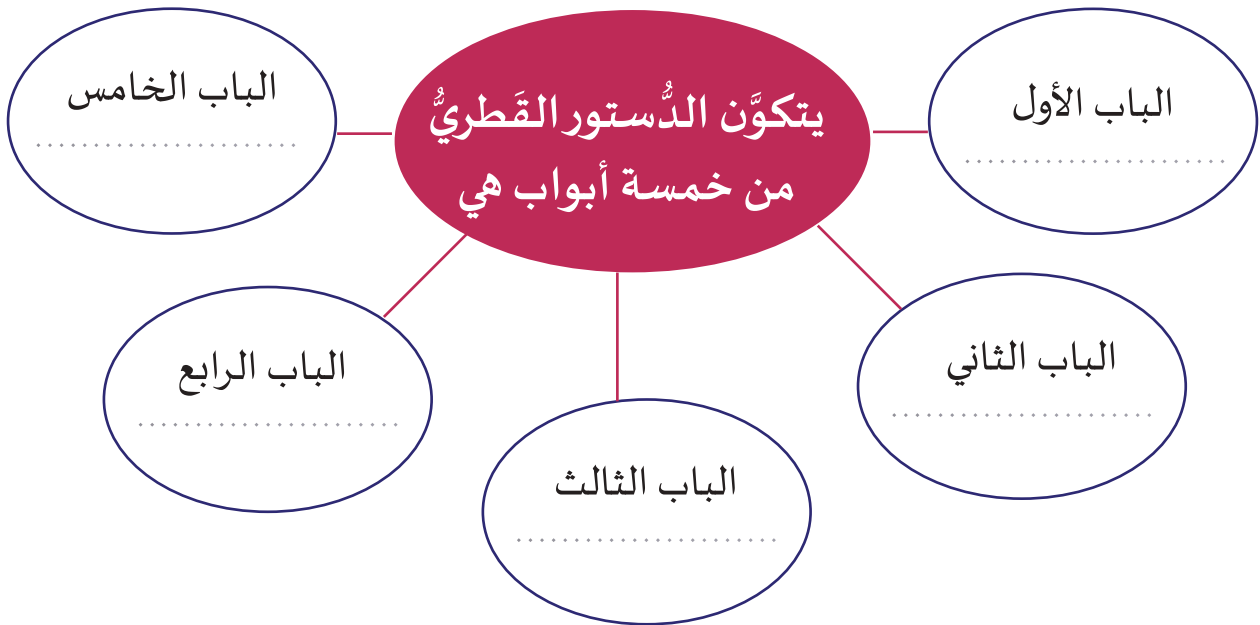 يتكوَّن الدُّستور القَطريُّ
من خمسة أبواب هي
الباب الأول
........................
الباب الثاني
........................
الباب الثالث
........................
الباب الرابع
........................
الباب الخامس
........................